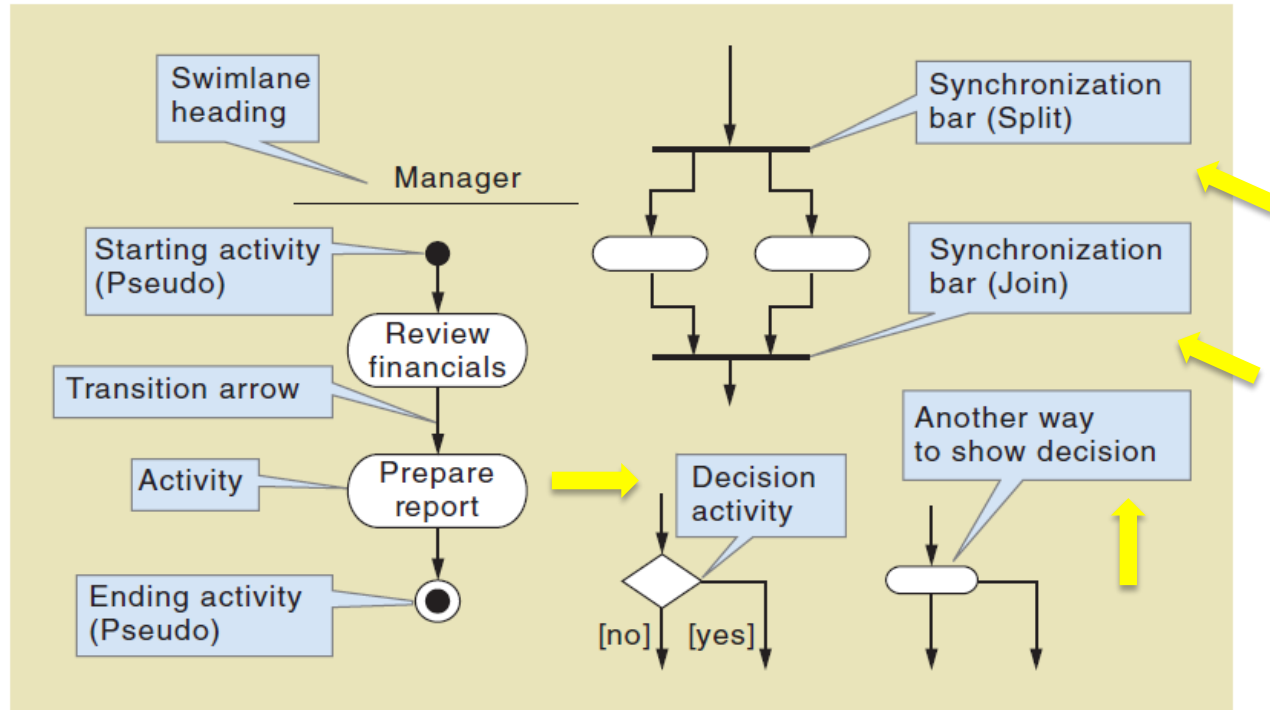 Swimlane
heading
Manager
Starting activity
(Pseudo)
Review
financials
Transition arrow
Activity
Prepare
report
Ending activity
(Pseudo)
Synchronization
bar (Split)
Synchronization
bar (Join)
Decision
activity
[no]
[yes]
Another way
to show decision